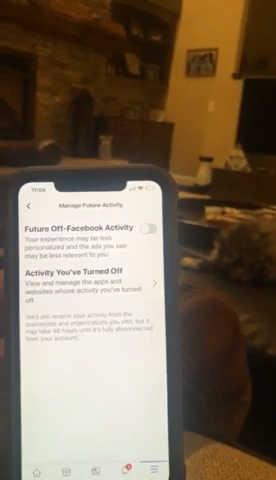 11:04
Manage Future Activity
Future Off-Facebook Activity
Your experience may be less
personalized and the ads you see
may be less relevant to you.
Activity You've Turned Off
View and manage the apps and
websites whose activity you've turned
off.
We'll still receive your activity from the
businesses and organizations you visit, but it
may take 48 hours until it's fully disconnected
from your account.